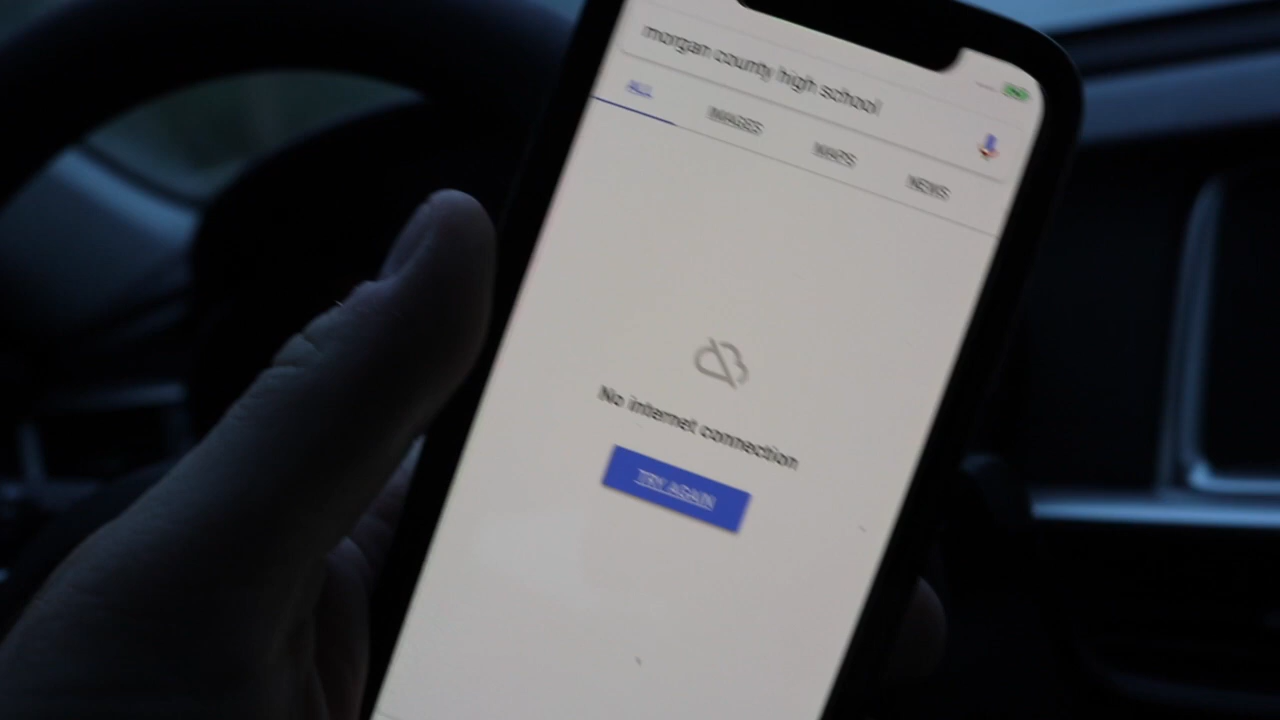 morgan county high school
ALL IMAGES MAPS NEWS
No internet connection
TRY AGAIN